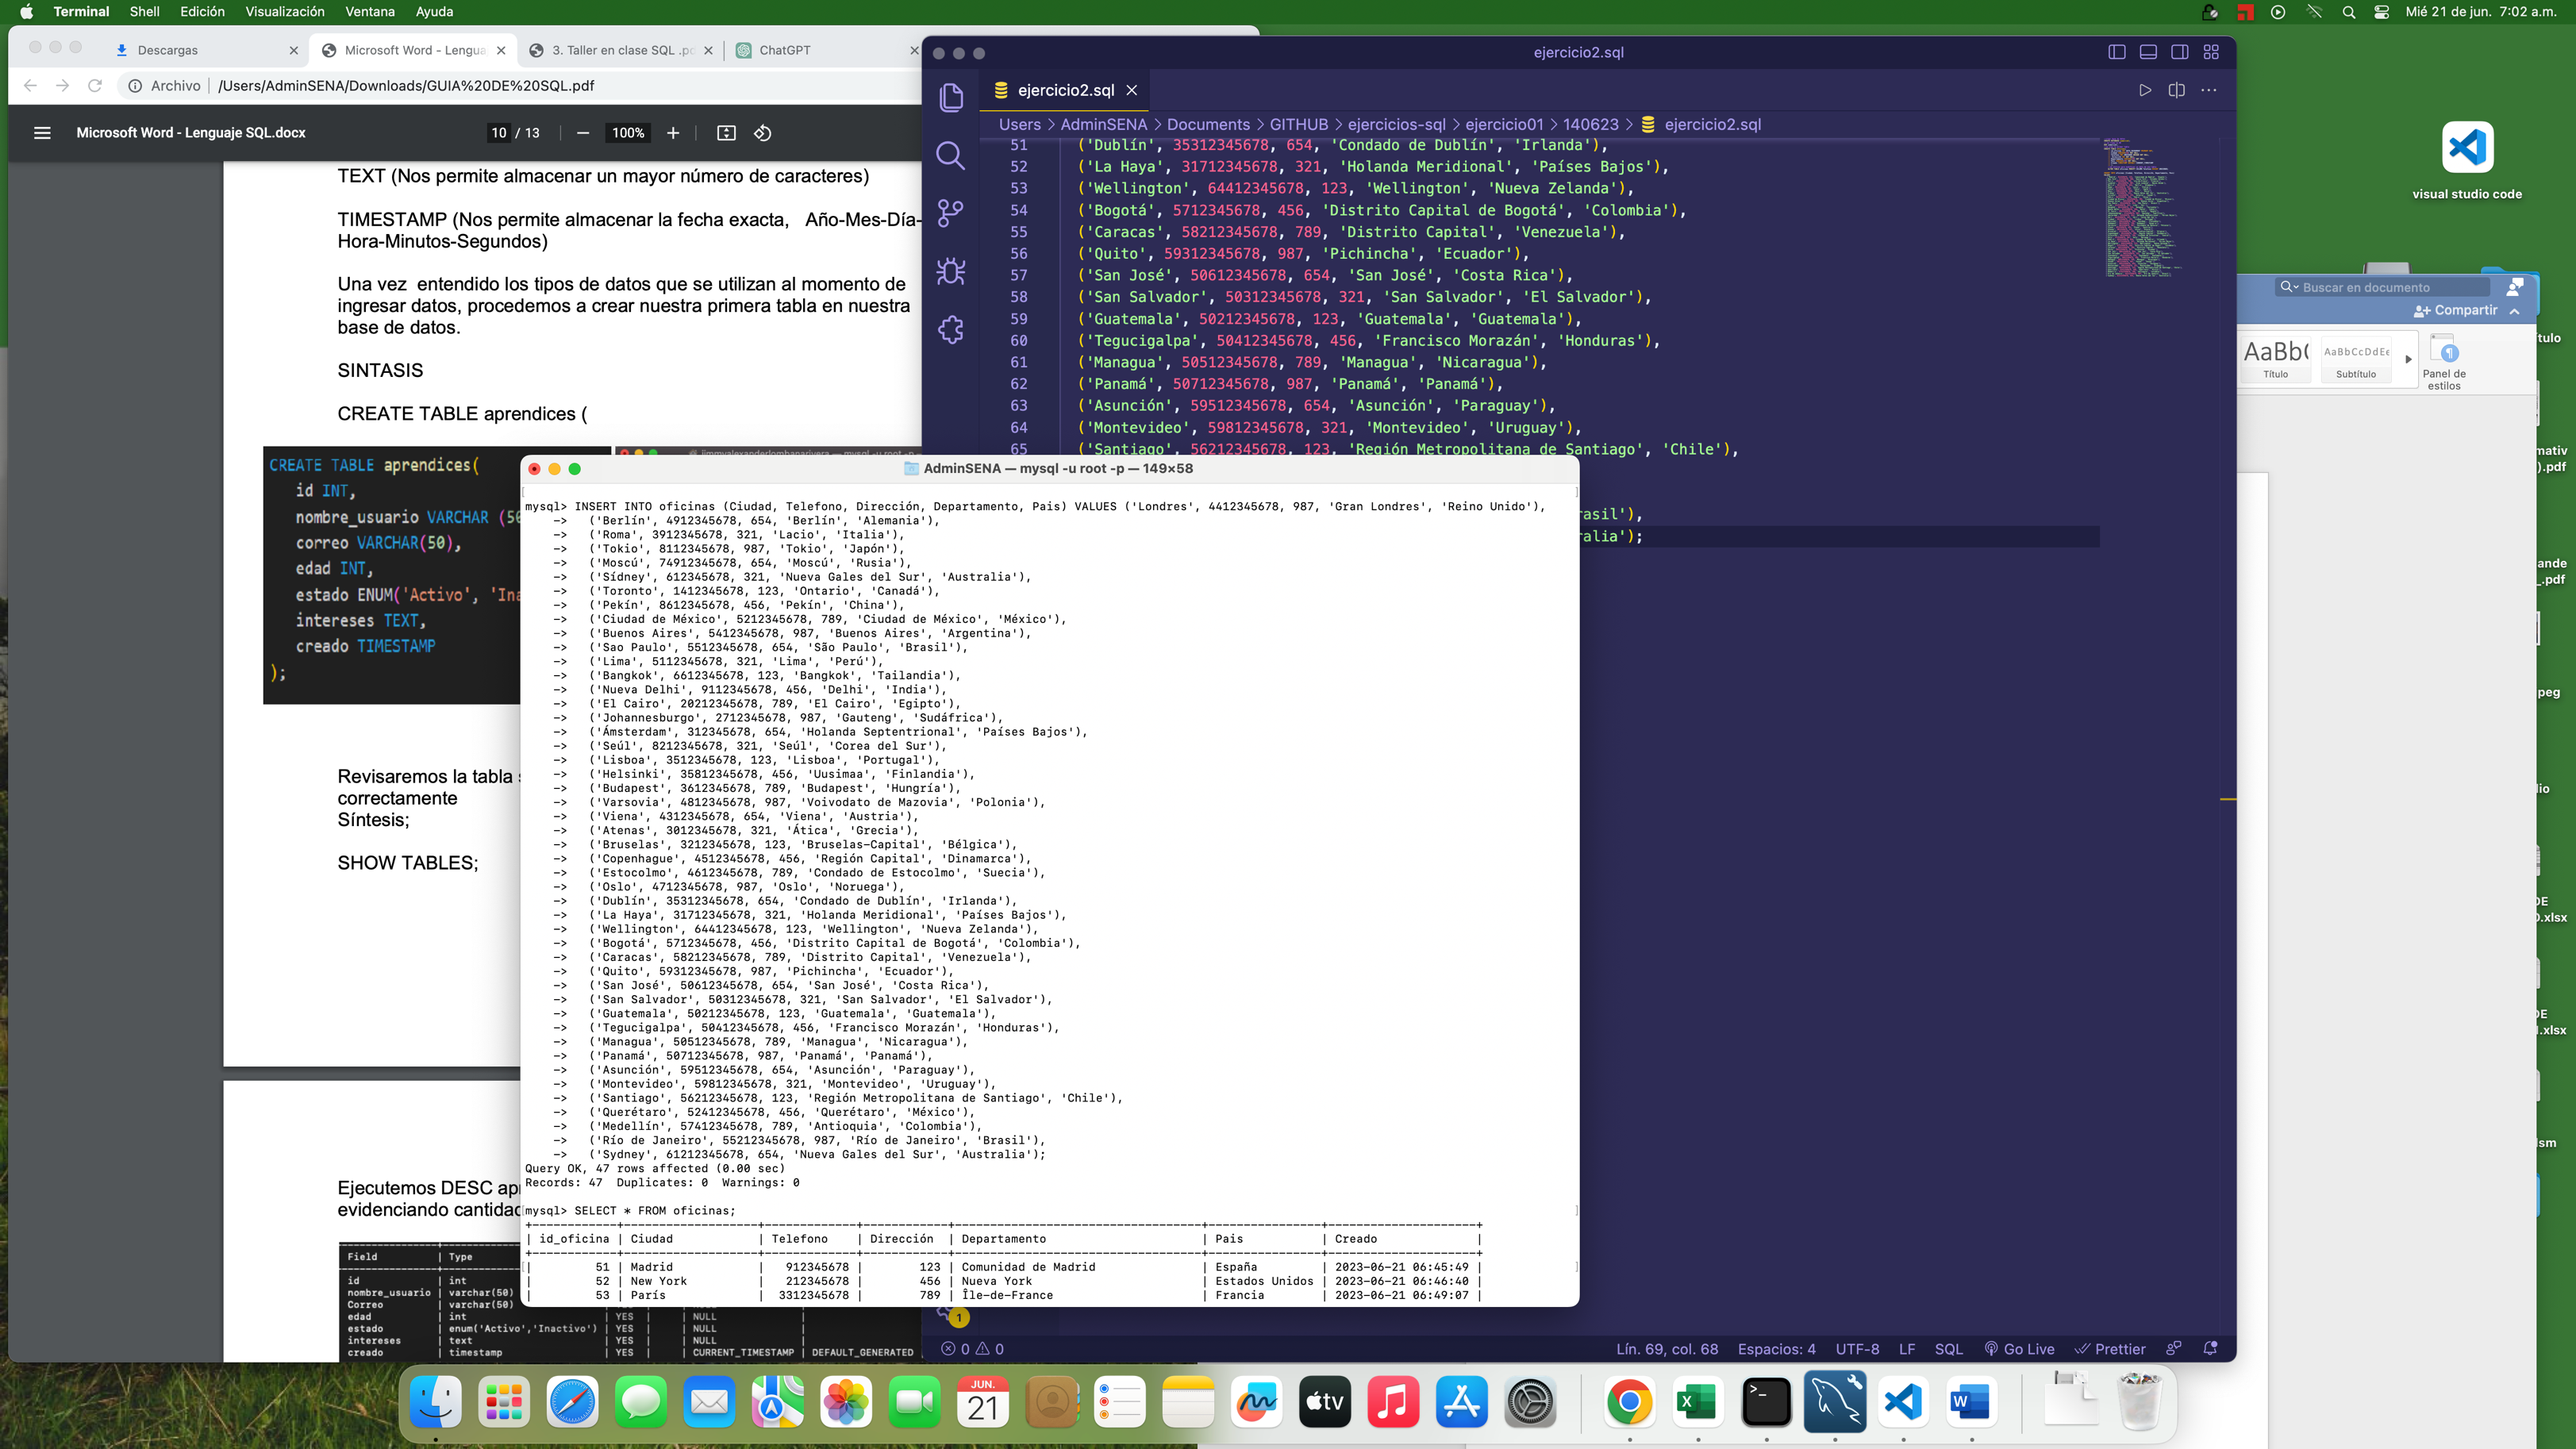 Terminal Shell Edición Visualización Ventana Ayuda
Mié 21 de jun. 7:02 a.m.
Descargas
Microsoft Word - Lengua
3. Taller en clase SQL .pd
ChatGPT
Archivo /Users/AdminSENA/Downloads/GUIA%20DE%20SQL.pdf
Microsoft Word - Lenguaje SQL.docx
10 / 13
100%
TEXT (Nos permite almacenar un mayor número de caracteres)
TIMESTAMP (Nos permite almacenar la fecha exacta, Año-Mes-Día-
Hora-Minutos-Segundos)
Una vez entendido los tipos de datos que se utilizan al momento de
ingresar datos, procedemos a crear nuestra primera tabla en nuestra
base de datos.
SINTASIS
CREATE TABLE aprendices (
CREATE TABLE aprendices(
id INT,
nombre_usuario VARCHAR (50
correo VARCHAR(50),
edad INT,
estado ENUM('Activo', 'Ina
intereses TEXT,
creado TIMESTAMP
);
Revisaremos la tabla s
correctamente
Síntesis;
SHOW TABLES;
Ejecutemos DESC apr
evidenciando cantidad
Field | Type
id | int
nombre_usuario | varchar(50)
Correo | varchar(50)
edad | int | YES | | NULL |
estado | enum('Activo','Inactivo') | YES | | NULL |
intereses | text | YES | | NULL |
creado | timestamp | YES | | CURRENT_TIMESTAMP | DEFAULT_GENERATED
ejercicio2.sql
ejercicio2.sql
Users > AdminSENA > Documents > GITHUB > ejercicios-sql > ejercicio01 > 140623 > ejercicio2.sql
51 ('Dublín', 35312345678, 654, 'Condado de Dublín', 'Irlanda'),
52 ('La Haya', 31712345678, 321, 'Holanda Meridional', 'Países Bajos'),
53 ('Wellington', 64412345678, 123, 'Wellington', 'Nueva Zelanda'),
54 ('Bogotá', 5712345678, 456, 'Distrito Capital de Bogotá', 'Colombia'),
55 ('Caracas', 58212345678, 789, 'Distrito Capital', 'Venezuela'),
56 ('Quito', 59312345678, 987, 'Pichincha', 'Ecuador'),
57 ('San José', 50612345678, 654, 'San José', 'Costa Rica'),
58 ('San Salvador', 50312345678, 321, 'San Salvador', 'El Salvador'),
59 ('Guatemala', 50212345678, 123, 'Guatemala', 'Guatemala'),
60 ('Tegucigalpa', 50412345678, 456, 'Francisco Morazán', 'Honduras'),
61 ('Managua', 50512345678, 789, 'Managua', 'Nicaragua'),
62 ('Panamá', 50712345678, 987, 'Panamá', 'Panamá'),
63 ('Asunción', 59512345678, 654, 'Asunción', 'Paraguay'),
64 ('Montevideo', 59812345678, 321, 'Montevideo', 'Uruguay'),
65 ('Santiago', 56212345678, 123, 'Región Metropolitana de Santiago', 'Chile'),
rasil'),
ralia');
AdminSENA — mysql -u root -p — 149×58
mysql> INSERT INTO oficinas (Ciudad, Telefono, Dirección, Departamento, Pais) VALUES ('Londres', 4412345678, 987, 'Gran Londres', 'Reino Unido'),
-> ('Berlín', 4912345678, 654, 'Berlín', 'Alemania'),
-> ('Roma', 3912345678, 321, 'Lacio', 'Italia'),
-> ('Tokio', 8112345678, 987, 'Tokio', 'Japón'),
-> ('Moscú', 74912345678, 654, 'Moscú', 'Rusia'),
-> ('Sídney', 612345678, 321, 'Nueva Gales del Sur', 'Australia'),
-> ('Toronto', 1412345678, 123, 'Ontario', 'Canadá'),
-> ('Pekín', 8612345678, 456, 'Pekín', 'China'),
-> ('Ciudad de México', 5212345678, 789, 'Ciudad de México', 'México'),
-> ('Buenos Aires', 5412345678, 987, 'Buenos Aires', 'Argentina'),
-> ('Sao Paulo', 5512345678, 654, 'São Paulo', 'Brasil'),
-> ('Lima', 5112345678, 321, 'Lima', 'Perú'),
-> ('Bangkok', 6612345678, 123, 'Bangkok', 'Tailandia'),
-> ('Nueva Delhi', 9112345678, 456, 'Delhi', 'India'),
-> ('El Cairo', 20212345678, 789, 'El Cairo', 'Egipto'),
-> ('Johannesburgo', 2712345678, 987, 'Gauteng', 'Sudáfrica'),
-> ('Ámsterdam', 312345678, 654, 'Holanda Septentrional', 'Países Bajos'),
-> ('Seúl', 8212345678, 321, 'Seúl', 'Corea del Sur'),
-> ('Lisboa', 3512345678, 123, 'Lisboa', 'Portugal'),
-> ('Helsinki', 35812345678, 456, 'Uusimaa', 'Finlandia'),
-> ('Budapest', 3612345678, 789, 'Budapest', 'Hungría'),
-> ('Varsovia', 4812345678, 987, 'Voivodato de Mazovia', 'Polonia'),
-> ('Viena', 4312345678, 654, 'Viena', 'Austria'),
-> ('Atenas', 3012345678, 321, 'Ática', 'Grecia'),
-> ('Bruselas', 3212345678, 123, 'Bruselas-Capital', 'Bélgica'),
-> ('Copenhague', 4512345678, 456, 'Región Capital', 'Dinamarca'),
-> ('Estocolmo', 4612345678, 789, 'Condado de Estocolmo', 'Suecia'),
-> ('Oslo', 4712345678, 987, 'Oslo', 'Noruega'),
-> ('Dublín', 35312345678, 654, 'Condado de Dublín', 'Irlanda'),
-> ('La Haya', 31712345678, 321, 'Holanda Meridional', 'Países Bajos'),
-> ('Wellington', 64412345678, 123, 'Wellington', 'Nueva Zelanda'),
-> ('Bogotá', 5712345678, 456, 'Distrito Capital de Bogotá', 'Colombia'),
-> ('Caracas', 58212345678, 789, 'Distrito Capital', 'Venezuela'),
-> ('Quito', 59312345678, 987, 'Pichincha', 'Ecuador'),
-> ('San José', 50612345678, 654, 'San José', 'Costa Rica'),
-> ('San Salvador', 50312345678, 321, 'San Salvador', 'El Salvador'),
-> ('Guatemala', 50212345678, 123, 'Guatemala', 'Guatemala'),
-> ('Tegucigalpa', 50412345678, 456, 'Francisco Morazán', 'Honduras'),
-> ('Managua', 50512345678, 789, 'Managua', 'Nicaragua'),
-> ('Panamá', 50712345678, 987, 'Panamá', 'Panamá'),
-> ('Asunción', 59512345678, 654, 'Asunción', 'Paraguay'),
-> ('Montevideo', 59812345678, 321, 'Montevideo', 'Uruguay'),
-> ('Santiago', 56212345678, 123, 'Región Metropolitana de Santiago', 'Chile'),
-> ('Querétaro', 52412345678, 456, 'Querétaro', 'México'),
-> ('Medellín', 57412345678, 789, 'Antioquia', 'Colombia'),
-> ('Río de Janeiro', 55212345678, 987, 'Río de Janeiro', 'Brasil'),
-> ('Sydney', 61212345678, 654, 'Nueva Gales del Sur', 'Australia');
Query OK, 47 rows affected (0.00 sec)
Records: 47 Duplicates: 0 Warnings: 0
mysql> SELECT * FROM oficinas;
| id_oficina | Ciudad | Telefono | Dirección | Departamento | Pais | Creado |
| 51 | Madrid | 912345678 | 123 | Comunidad de Madrid | España | 2023-06-21 06:45:49 |
| 52 | New York | 212345678 | 456 | Nueva York | Estados Unidos | 2023-06-21 06:46:40 |
| 53 | París | 3312345678 | 789 | Île-de-France | Francia | 2023-06-21 06:49:07 |
1
0 0
Lín. 69, col. 68 Espacios: 4 UTF-8 LF SQL Go Live Prettier
visual studio code
Buscar en documento
Compartir
AaBb( AaBbCcDdEe
Título Subtítulo
Panel de
estilos
tulo
mativ
).pdf
ande
_.pdf
peg
lio
DE
O.xlsx
DE
1.xlsx
lsm
JUN.
21
tv